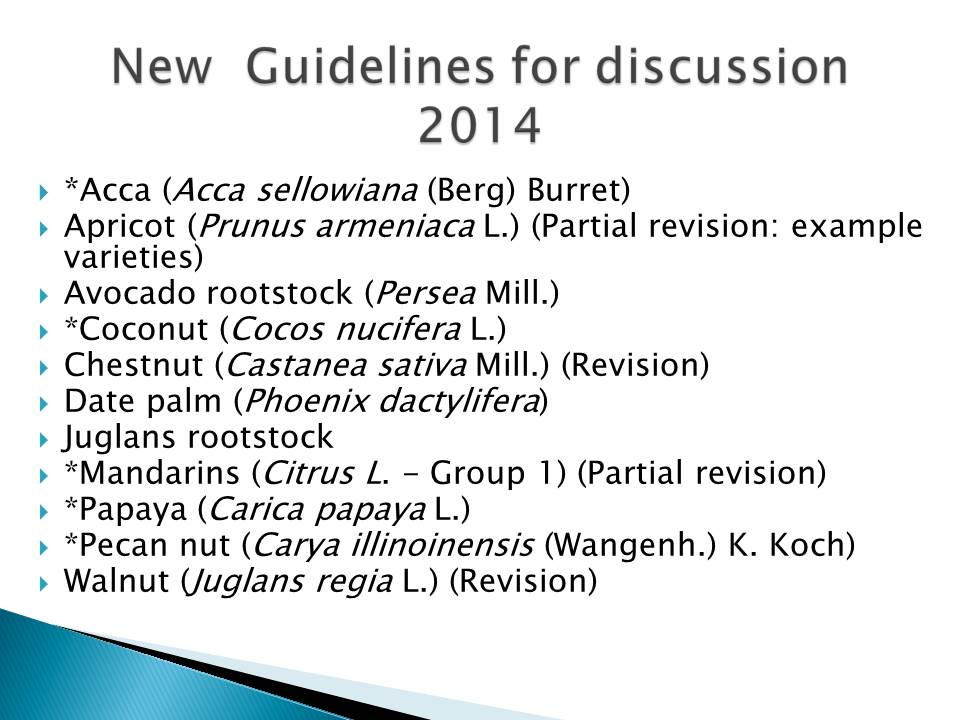 New  Guidelines for discussion
2014
*Acca (Acca sellowiana (Berg) Burret)
Apricot (Prunus armeniaca L.) (Partial revision: example
varieties)
Avocado rootstock (Persea Mill.)
*Coconut (Cocos nucifera L.)
Chestnut (Castanea sativa Mill.) (Revision)
Date palm (Phoenix dactylifera)
Juglans rootstock
*Mandarins (Citrus L. - Group 1) (Partial revision)
*Papaya (Carica papaya L.)
*Pecan nut (Carya illinoinensis (Wangenh.) K. Koch)
Walnut (Juglans regia L.) (Revision)